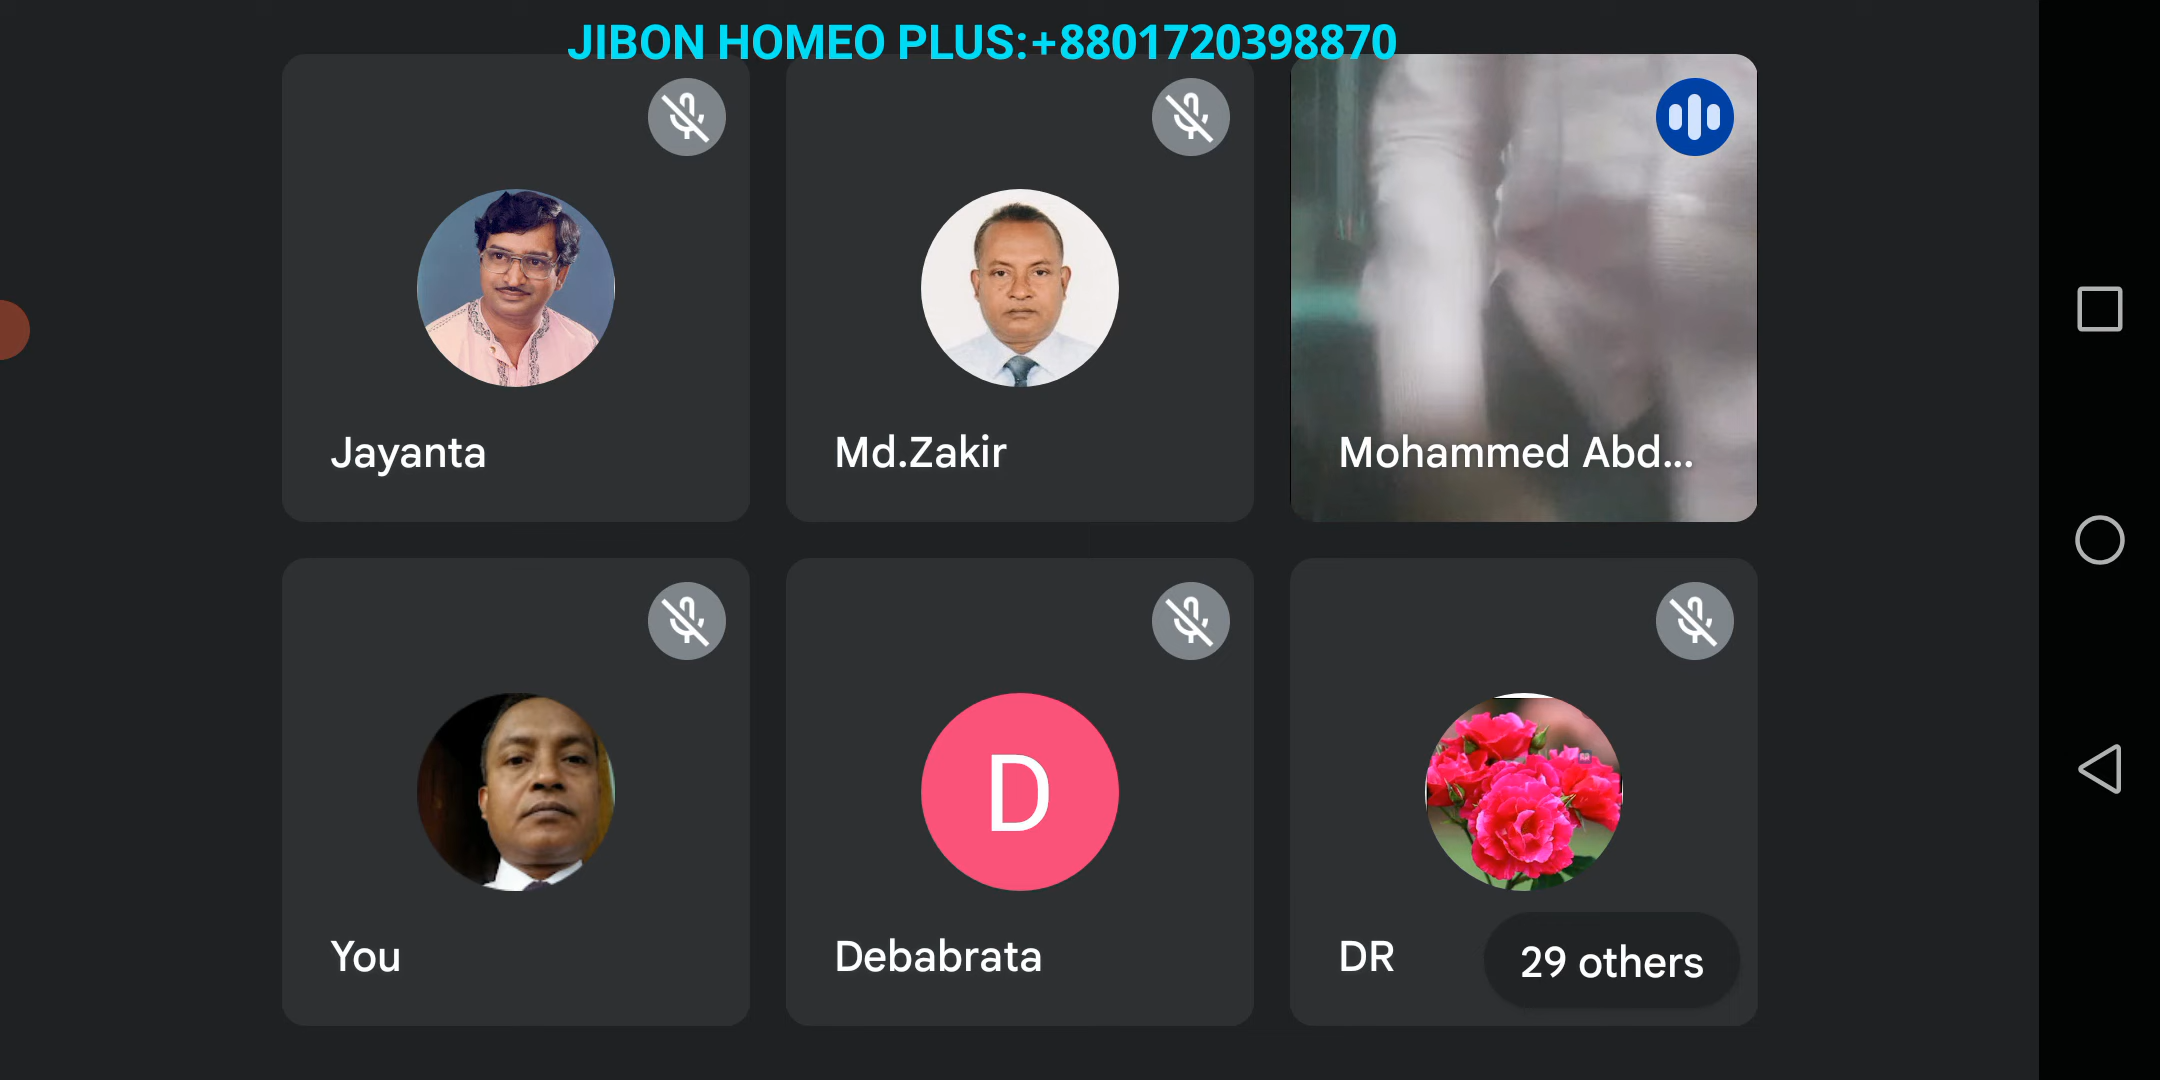 JIBON HOMEO PLUS:+8801720398870
Jayanta
Md.Zakir
Mohammed Abd...
You
D
Debabrata
DR
29 others